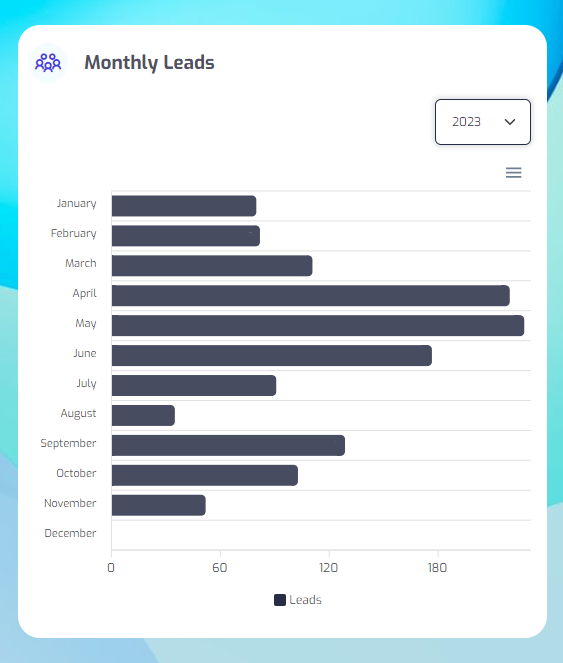 Monthly Leads
2023
January
February
March
April
May
June
July
August
September
October
November
December
0 60 120 180
Leads